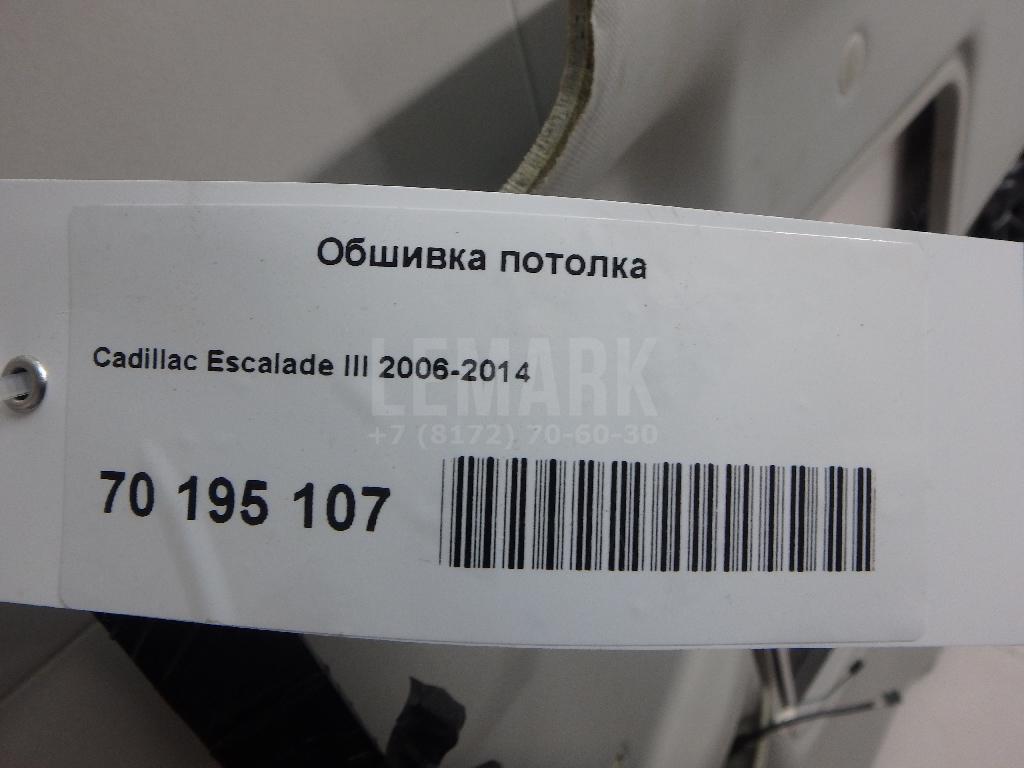 Обшивка потолка
Cadillac Escalade III 2006-2014
LEMARK
+7 (8172) 70-60-30
70 195 107